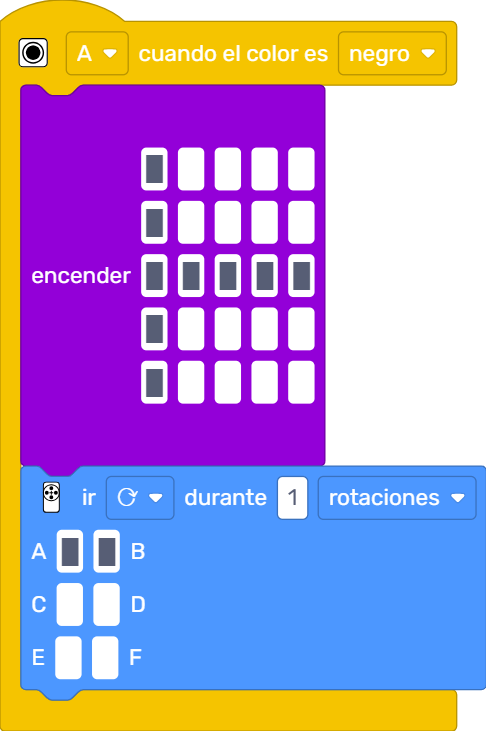 A cuando el color es negro
encender
ir durante 1 rotaciones
A B
C D
E F